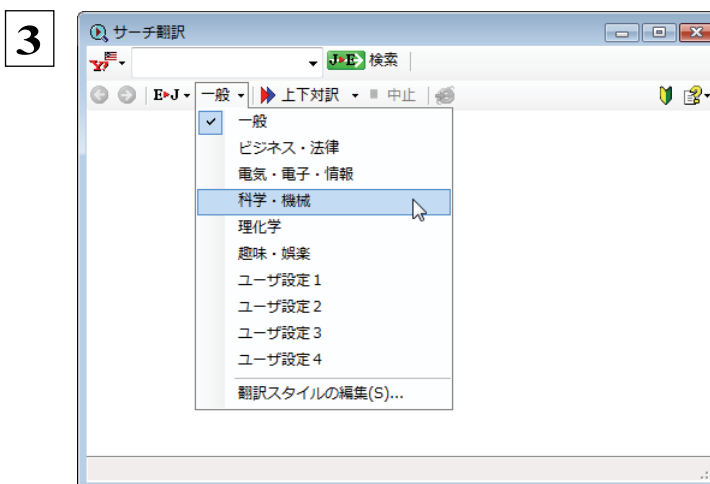 3
サーチ翻訳
J▶E 検索
E▶J 一般 上下対訳 中止
一般
ビジネス・法律
電気・電子・情報
科学・機械
理化学
趣味・娯楽
ユーザ設定1
ユーザ設定2
ユーザ設定3
ユーザ設定4
翻訳スタイルの編集(S)...